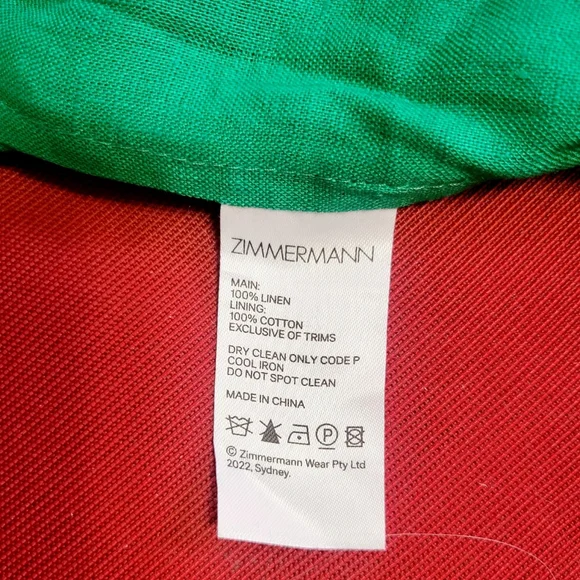 ZIMMERMANN
MAIN:
100% LINEN
LINING:
100% COTTON
EXCLUSIVE OF TRIMS
DRY CLEAN ONLY CODE P
COOL IRON
DO NOT SPOT CLEAN
MADE IN CHINA
P
© Zimmermann Wear Pty Ltd
2022, Sydney.